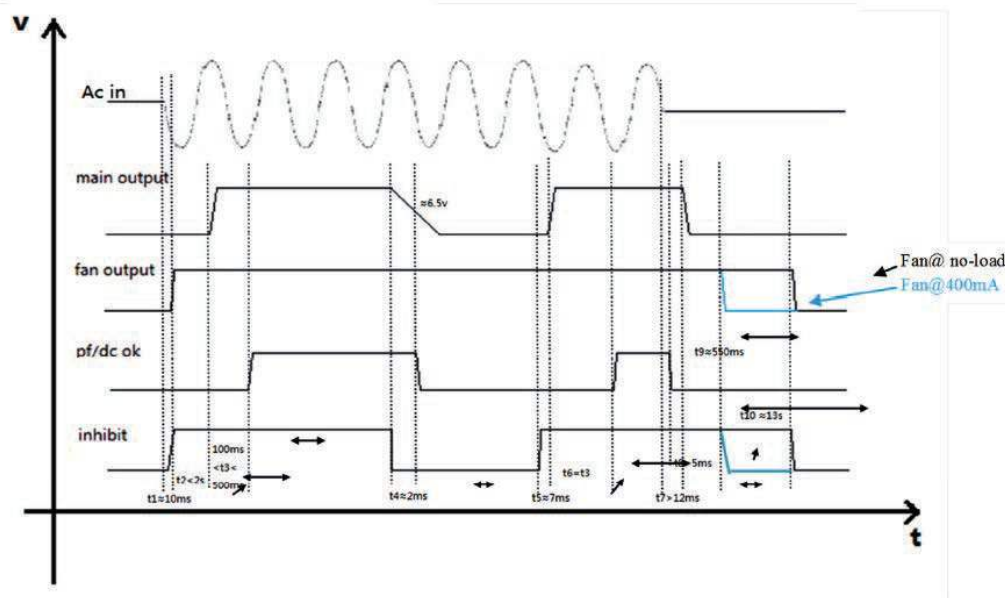 v
Ac in
main output
≈6.5v
fan output
Fan@ no-load
Fan@400mA
pf/dc ok
t9≈550ms
t10 ≈13s
inhibit
100ms
<t3<
500ms
t2<2s
t6=t3
5ms
t1≈10ms
t4≈2ms
t5≈7ms
t7>12ms
t